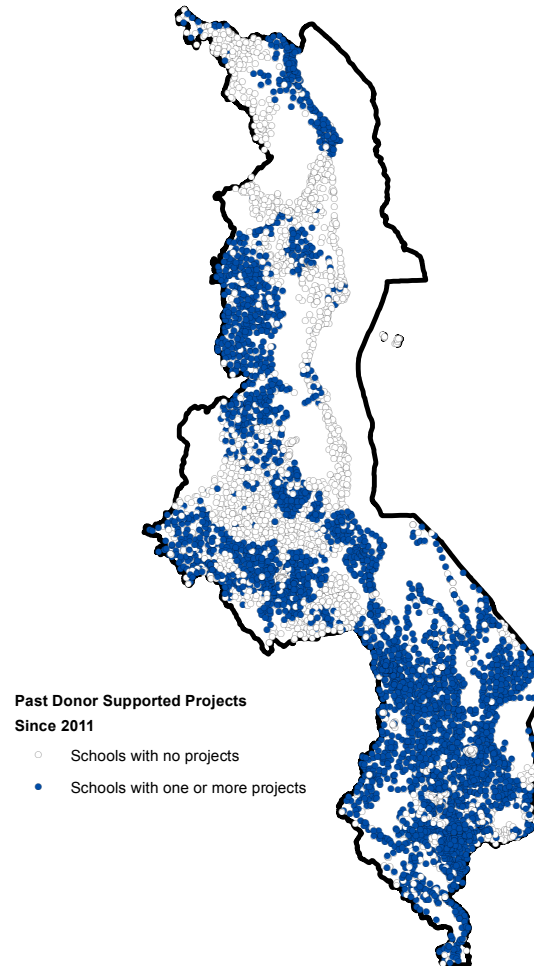 Past Donor Supported Projects
Since 2011
Schools with no projects
Schools with one or more projects